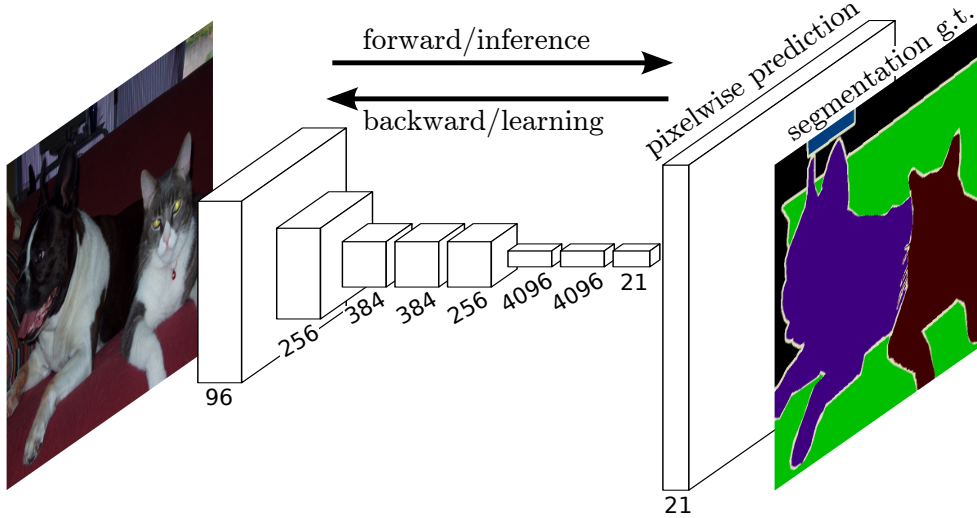 forward/inference
backward/learning
pixelwise prediction
segmentation g.t.
96
256
384
384
256
4096
4096
21
21